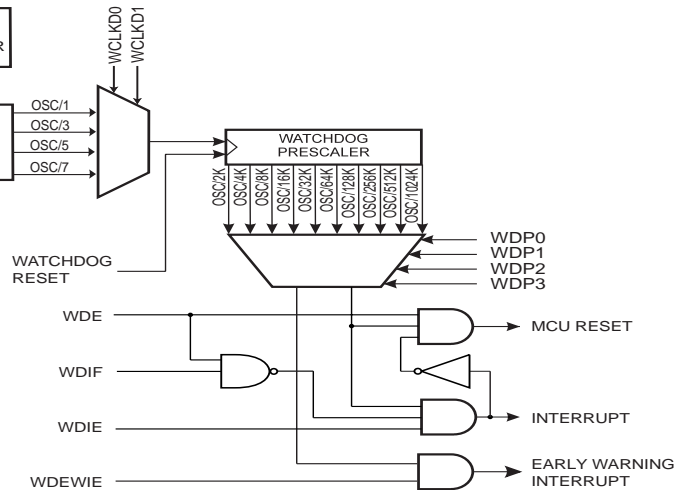 R
WCLKD0
WCLKD1
OSC/1
OSC/3
OSC/5
OSC/7
WATCHDOG
PRESCALER
OSC/2K
OSC/4K
OSC/8K
OSC/16K
OSC/32K
OSC/64K
OSC/128K
OSC/256K
OSC/512K
OSC/1024K
WATCHDOG
RESET
WDP0
WDP1
WDP2
WDP3
WDE
MCU RESET
WDIF
WDIE
INTERRUPT
WDEWIE
EARLY WARNING
INTERRUPT